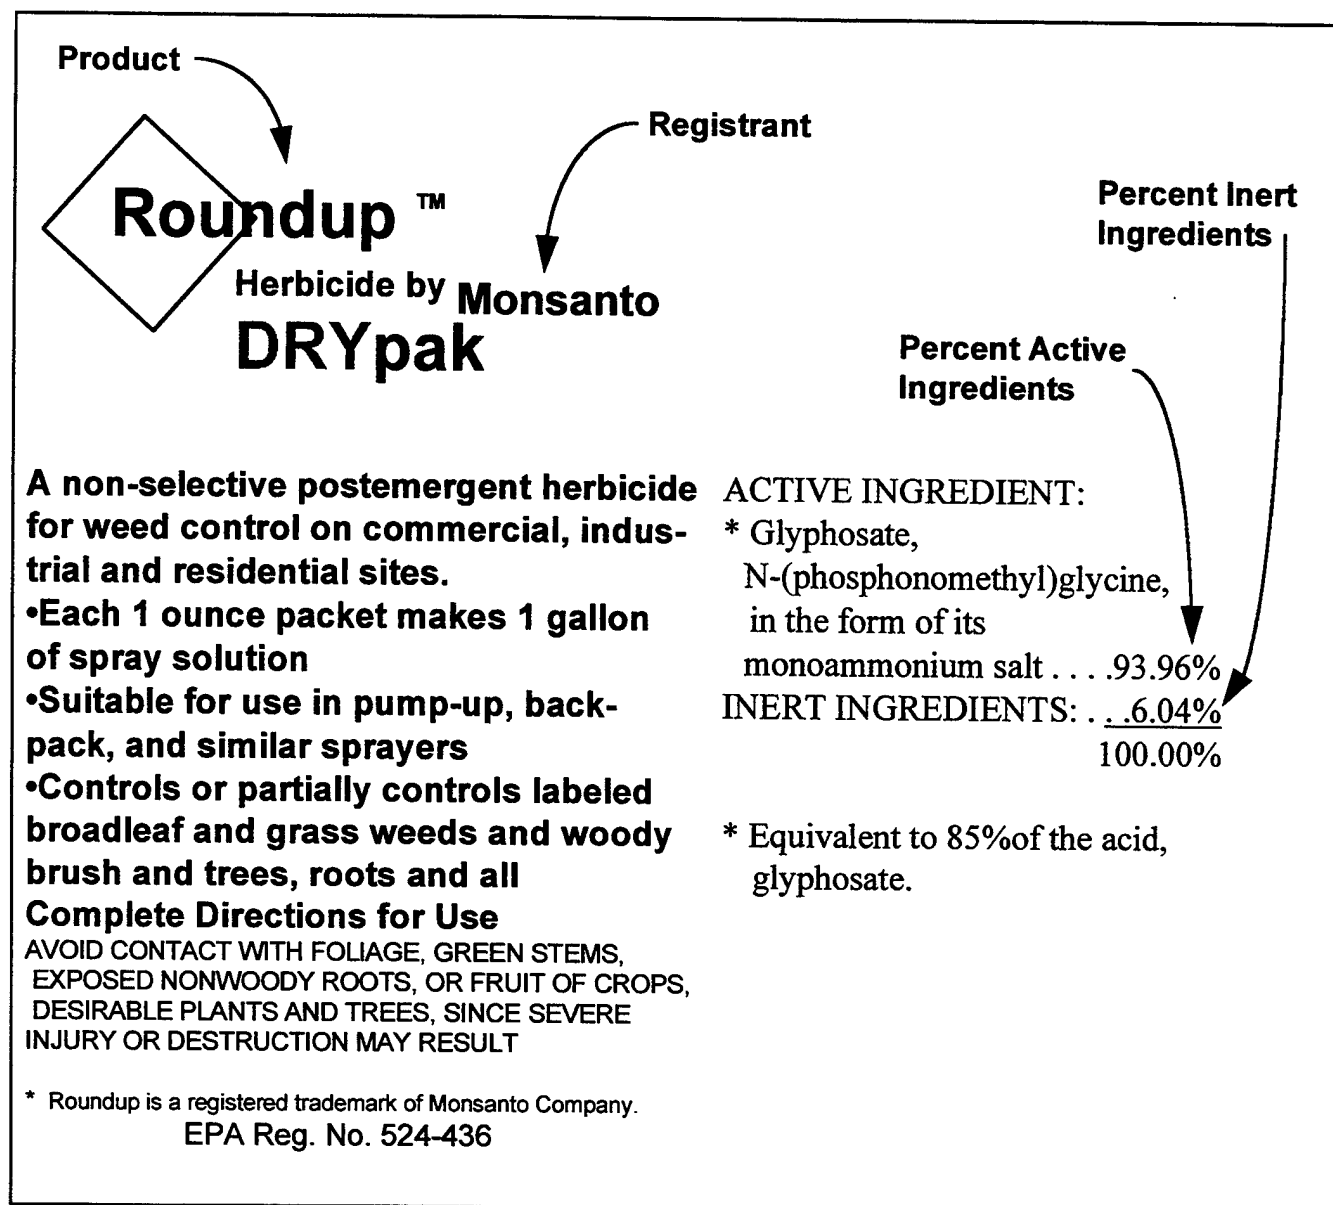 Product
Registrant
Percent Inert
Ingredients
Roundup ™
Herbicide by Monsanto
DRYpak
Percent Active
Ingredients
A non-selective postemergent herbicide
for weed control on commercial, indus-
trial and residential sites.
•Each 1 ounce packet makes 1 gallon
of spray solution
•Suitable for use in pump-up, back-
pack, and similar sprayers
•Controls or partially controls labeled
broadleaf and grass weeds and woody
brush and trees, roots and all
Complete Directions for Use
AVOID CONTACT WITH FOLIAGE, GREEN STEMS,
EXPOSED NONWOODY ROOTS, OR FRUIT OF CROPS,
DESIRABLE PLANTS AND TREES, SINCE SEVERE
INJURY OR DESTRUCTION MAY RESULT
* Roundup is a registered trademark of Monsanto Company.
EPA Reg. No. 524-436
ACTIVE INGREDIENT:
* Glyphosate,
N-(phosphonomethyl)glycine,
in the form of its
monoammonium salt . . . .93.96%
INERT INGREDIENTS: . . .6.04%
100.00%
* Equivalent to 85%of the acid,
glyphosate.